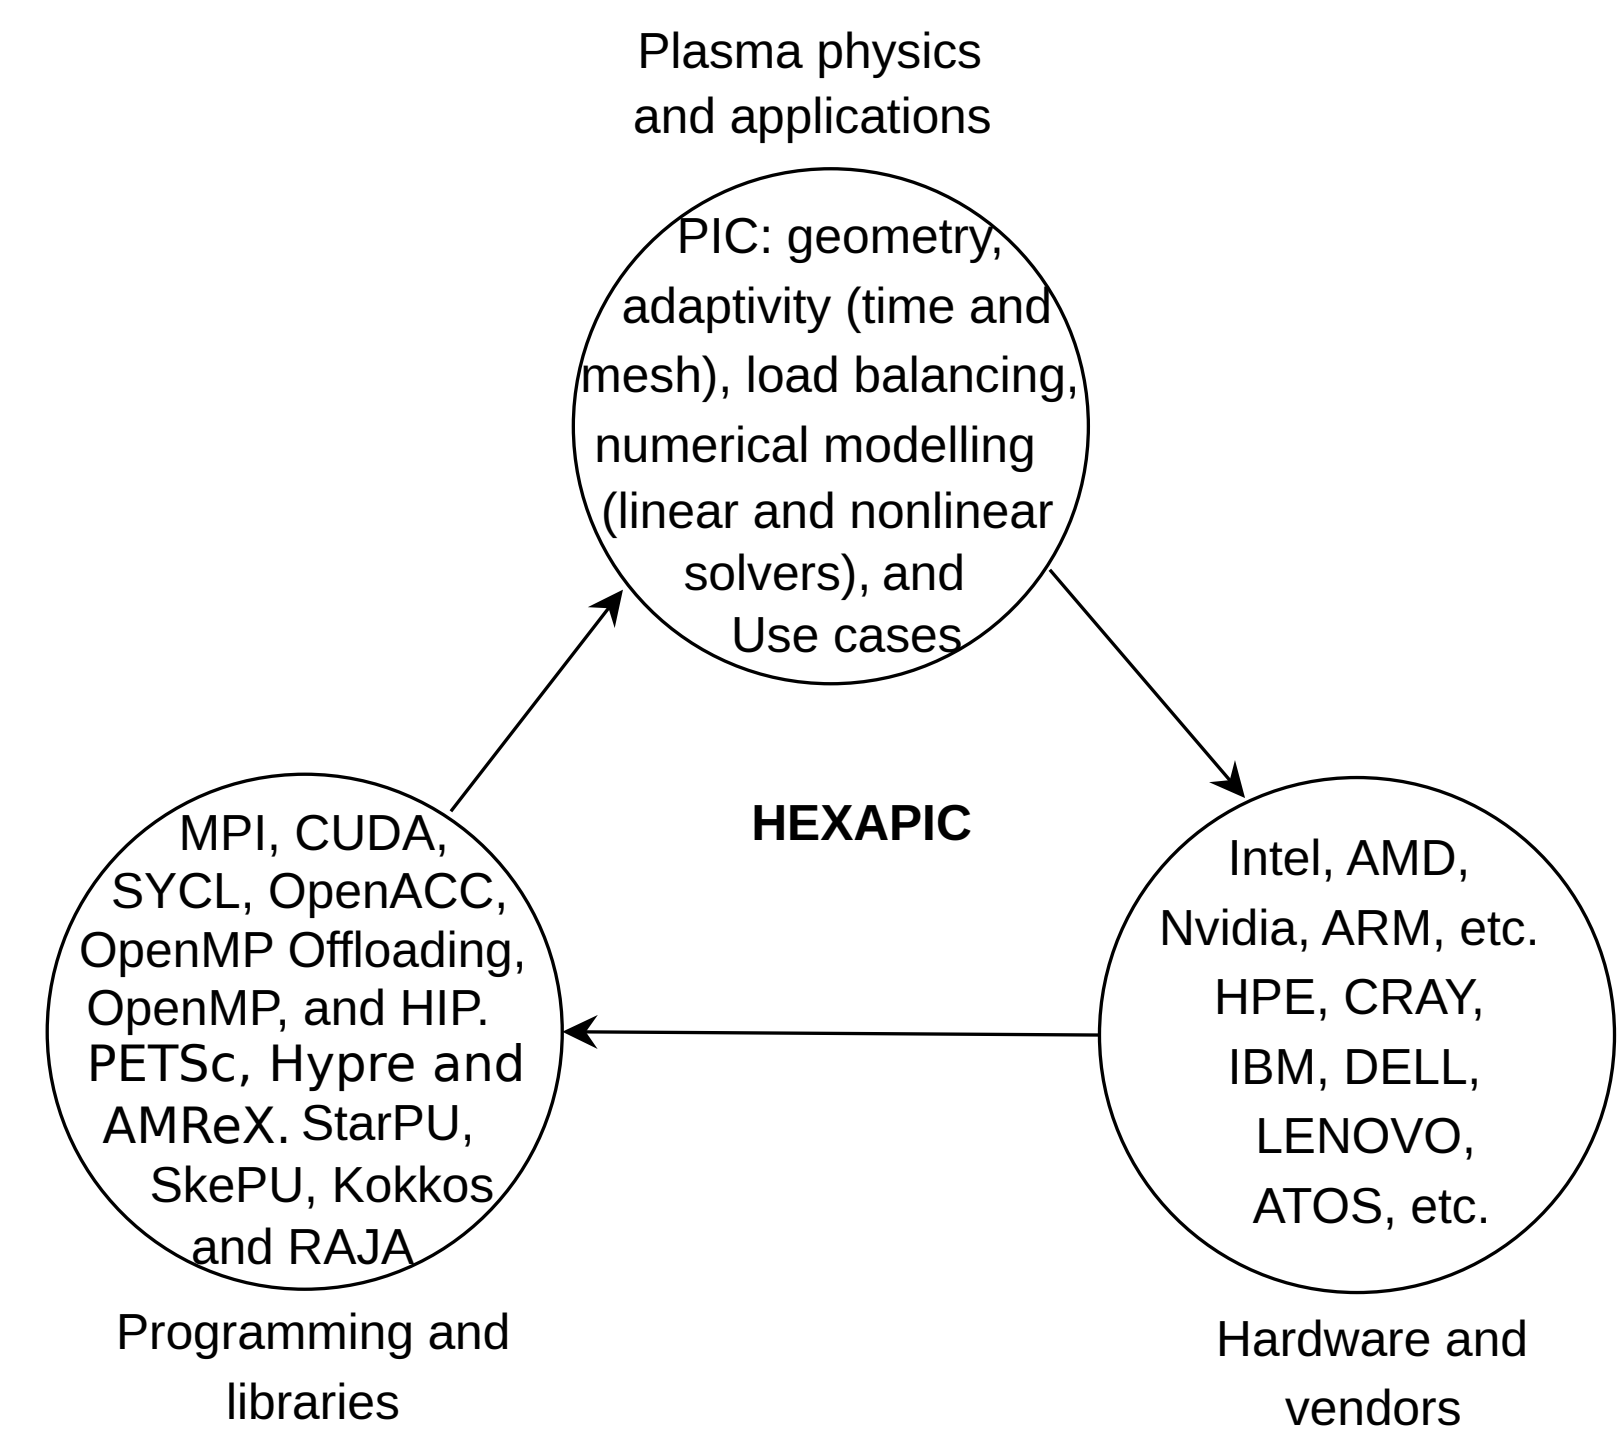 Plasma physics
and applications
PIC: geometry,
adaptivity (time and
mesh), load balancing,
numerical modelling
(linear and nonlinear
solvers), and
Use cases
HEXAPIC
MPI, CUDA,
SYCL, OpenACC,
OpenMP Offloading,
OpenMP, and HIP.
PETSc, Hypre and
AMReX. StarPU,
SkePU, Kokkos
and RAJA
Programming and
libraries
Intel, AMD,
Nvidia, ARM, etc.
HPE, CRAY,
IBM, DELL,
LENOVO,
ATOS, etc.
Hardware and
vendors